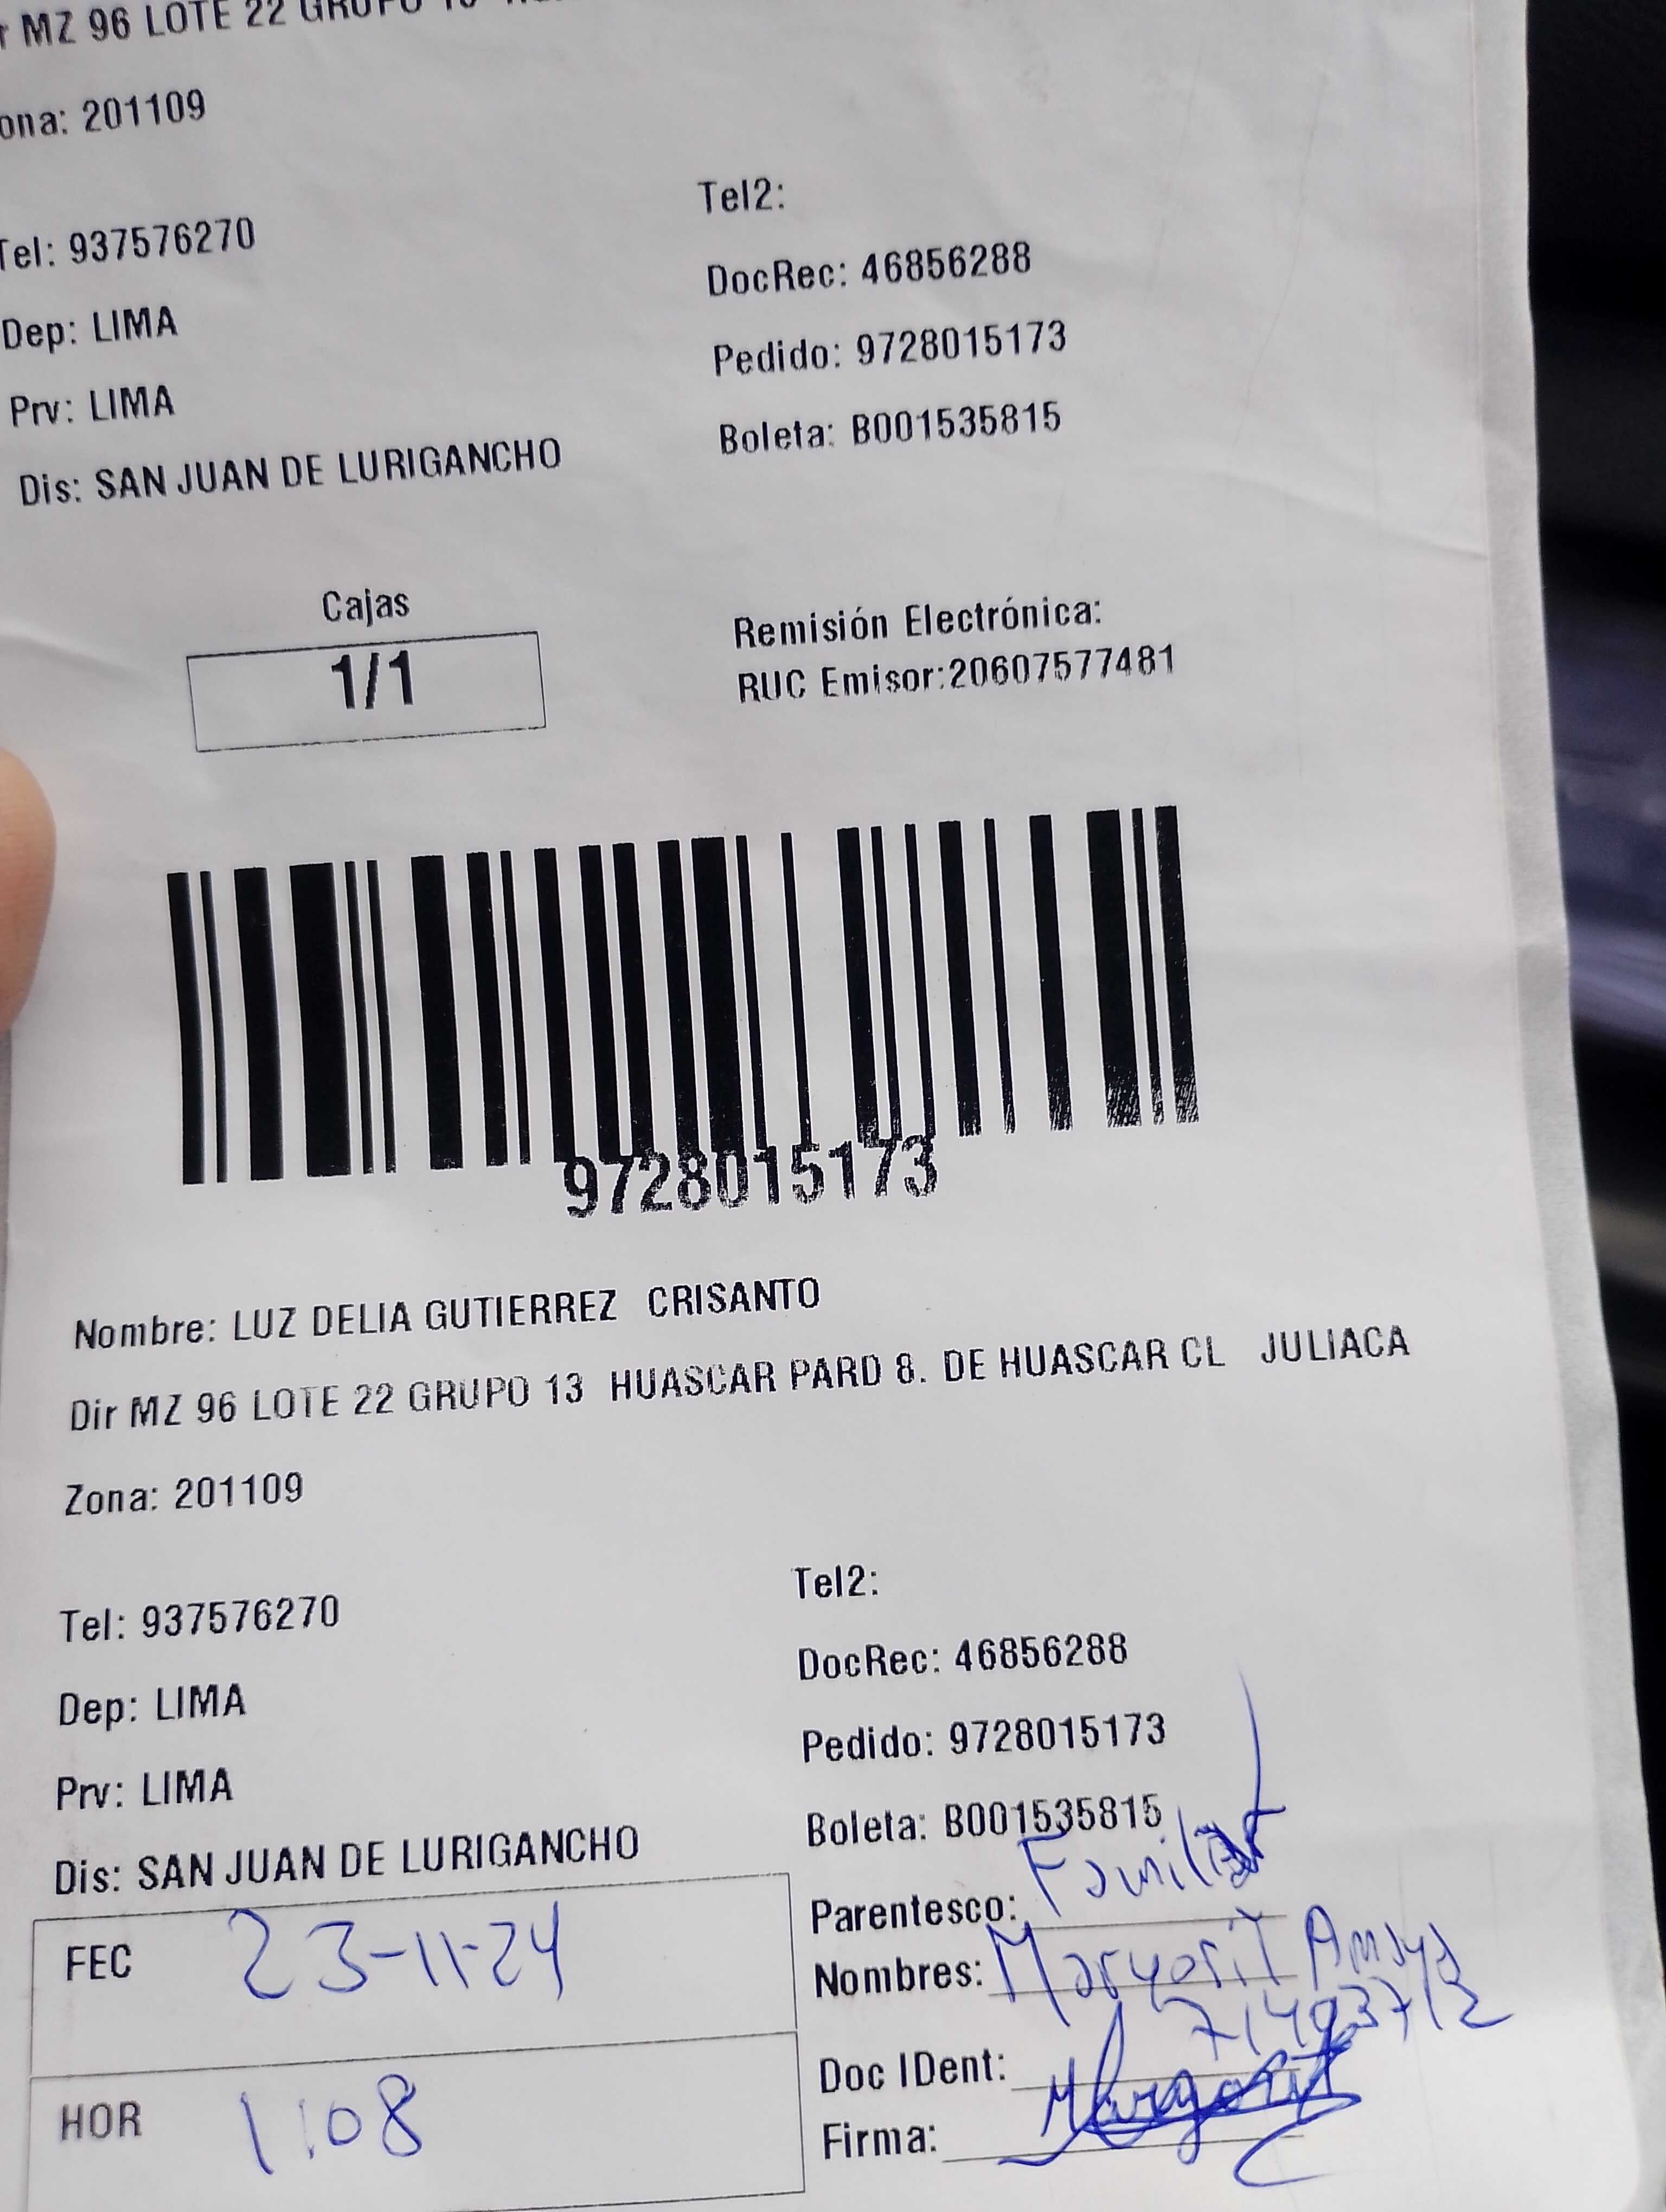 MZ 96 LOTE 22 GRUPO 13
ona: 201109
Tel: 937576270
Tel2:
DocRec: 46856288
Dep: LIMA
Pedido: 9728015173
Prv: LIMA
Boleta: B001535815
Dis: SAN JUAN DE LURIGANCHO
Cajas
1/1
Remisión Electrónica:
RUC Emisor:20607577481
9728015173
Nombre: LUZ DELIA GUTIERREZ CRISANTO
Dir MZ 96 LOTE 22 GRUPO 13 HUASCAR PARD 8. DE HUASCAR CL JULIACA
Zona: 201109
Tel: 937576270
Tel2:
DocRec: 46856288
Dep: LIMA
Pedido: 9728015173
Prv: LIMA
Boleta: B001535815
Dis: SAN JUAN DE LURIGANCHO
Parentesco: Familiar
FEC 23-11-24
Nombres: Maryorit Amaya
Doc IDent: 71493712
HOR 1:08
Firma: